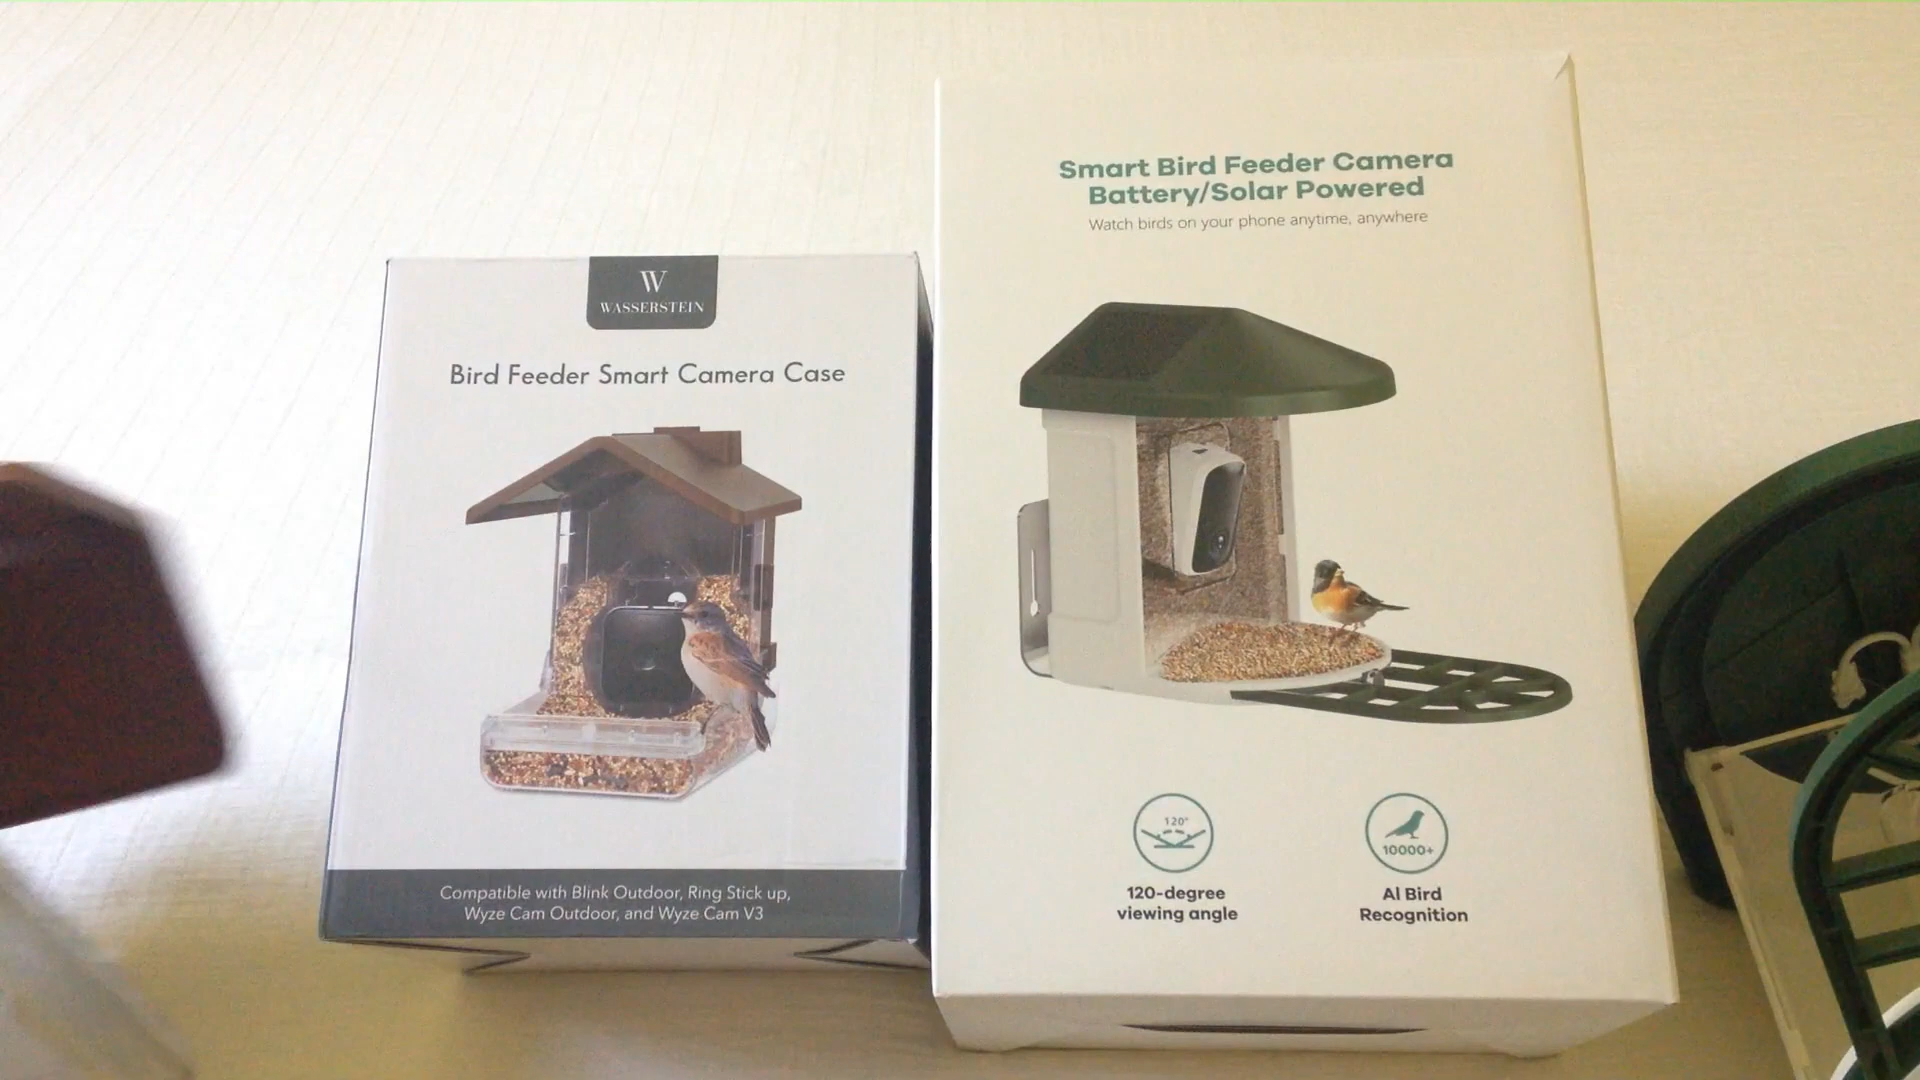 W
WASSERSTEIN
Bird Feeder Smart Camera Case
Compatible with Blink Outdoor, Ring Stick up,
Wyze Cam Outdoor, and Wyze Cam V3
Smart Bird Feeder Camera
Battery/Solar Powered
Watch birds on your phone anytime, anywhere
120°
120-degree
viewing angle
10000+
AI Bird
Recognition